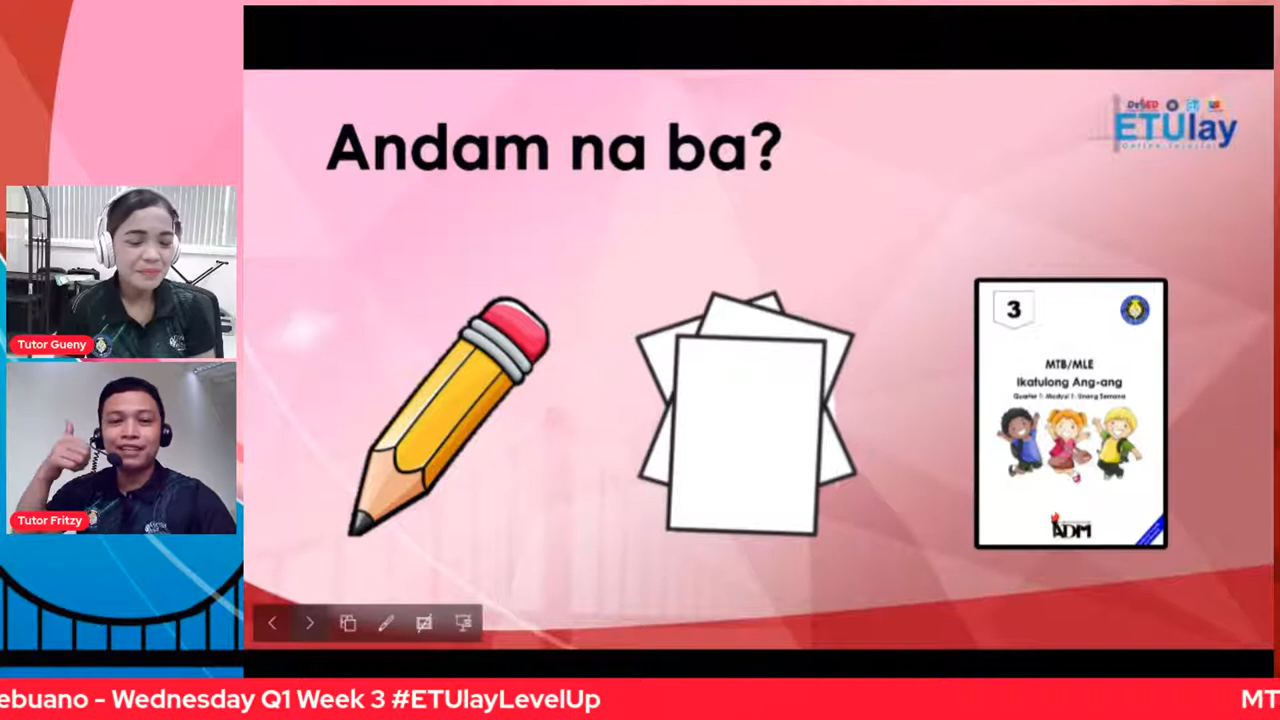 Andam na ba?
DepED
ETUlay
Online Tutorial
Tutor Gueny
Tutor Fritzy
3
MTB/MLE
Ikatulong Ang-ang
Quarter 1: Modyul 1: Unang Semana
ADM
ebuano - Wednesday Q1 Week 3 #ETUlayLevelUp
MT